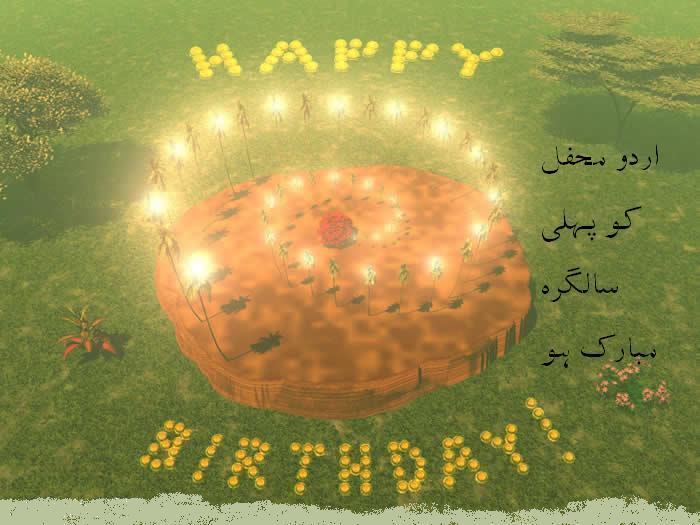 HAPPY
اردو محفل
کو پہلی
سالگرہ
مبارک ہو
BIRTHDAY!